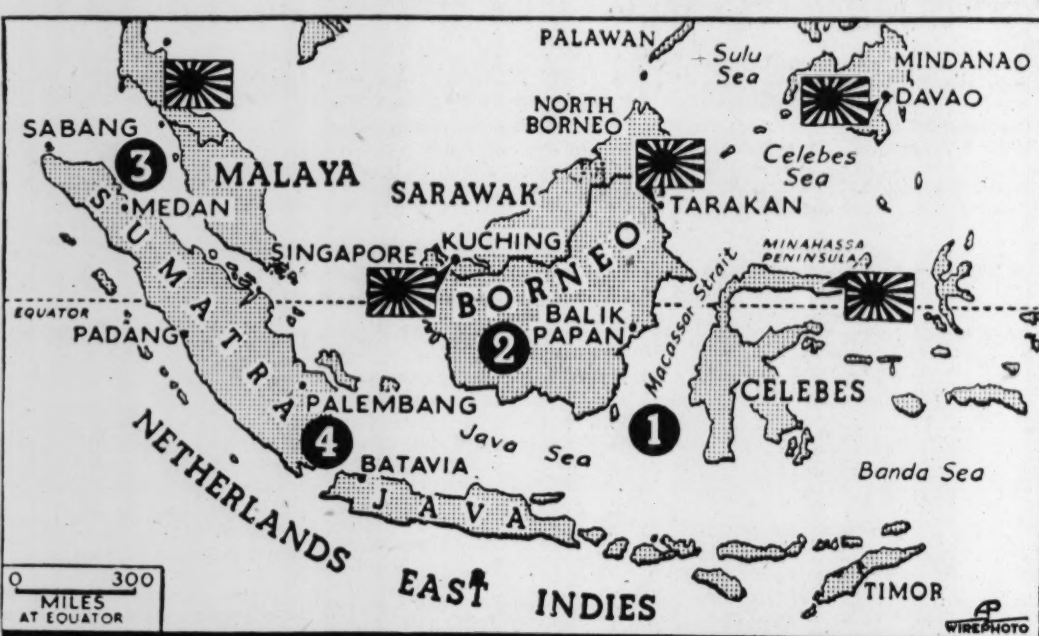 PALAWAN
Sulu
Sea
MINDANAO
DAVAO
NORTH
BORNEO
SABANG
3
MALAYA
Celebes
Sea
MEDAN
SARAWAK
TARAKAN
SUMATRA
SINGAPORE
KUCHING
MINAHASSA
PENINSULA
BORNEO
Macassar Strait
EQUATOR
PADANG
BALIK
PAPAN
2
CELEBES
PALEMBANG
1
4
Java Sea
BATAVIA
Banda Sea
JAVA
NETHERLANDS EAST INDIES
TIMOR
0 300
MILES
AT EQUATOR
AP
WIREPHOTO